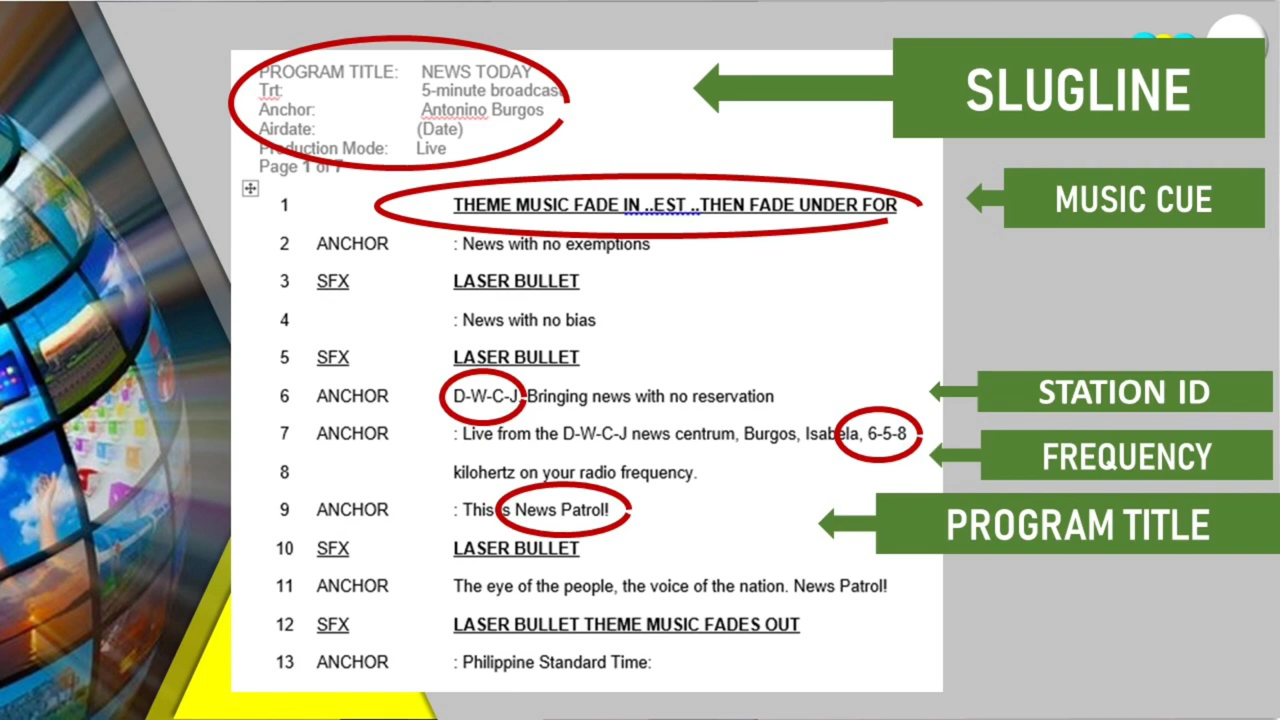 SLUGLINE
PROGRAM TITLE: NEWS TODAY
Trt: 5-minute broadcast
Anchor: Antonino Burgos
Airdate: (Date)
Production Mode: Live
Page 1 of 7
MUSIC CUE
1 THEME MUSIC FADE IN ..EST ..THEN FADE UNDER FOR
2 ANCHOR : News with no exemptions
3 SFX LASER BULLET
4 : News with no bias
5 SFX LASER BULLET
STATION ID
6 ANCHOR D-W-C-J, Bringing news with no reservation
7 ANCHOR : Live from the D-W-C-J news centrum, Burgos, Isabela, 6-5-8
FREQUENCY
8 kilohertz on your radio frequency.
9 ANCHOR : This is News Patrol!
PROGRAM TITLE
10 SFX LASER BULLET
11 ANCHOR The eye of the people, the voice of the nation. News Patrol!
12 SFX LASER BULLET THEME MUSIC FADES OUT
13 ANCHOR : Philippine Standard Time: